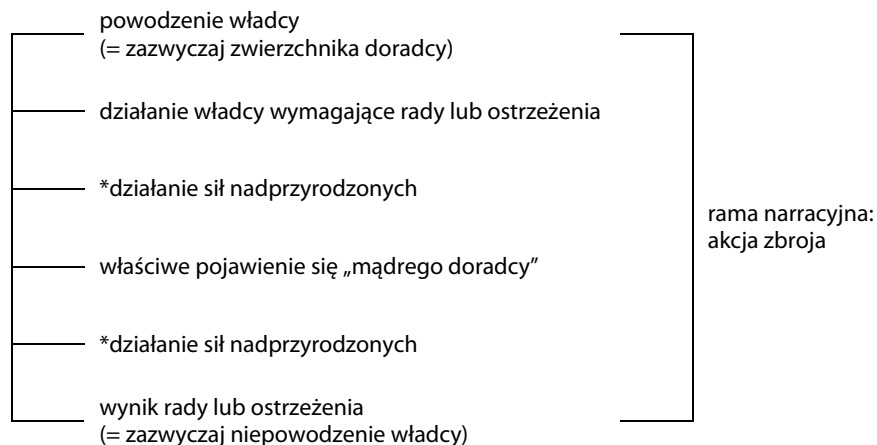 powodzenie władcy
(= zazwyczaj zwierzchnika doradcy)
działanie władcy wymagające rady lub ostrzeżenia
*działanie sił nadprzyrodzonych
rama narracyjna:
akcja zbroja
właściwe pojawienie się „mądrego doradcy”
*działanie sił nadprzyrodzonych
wynik rady lub ostrzeżenia
(= zazwyczaj niepowodzenie władcy)